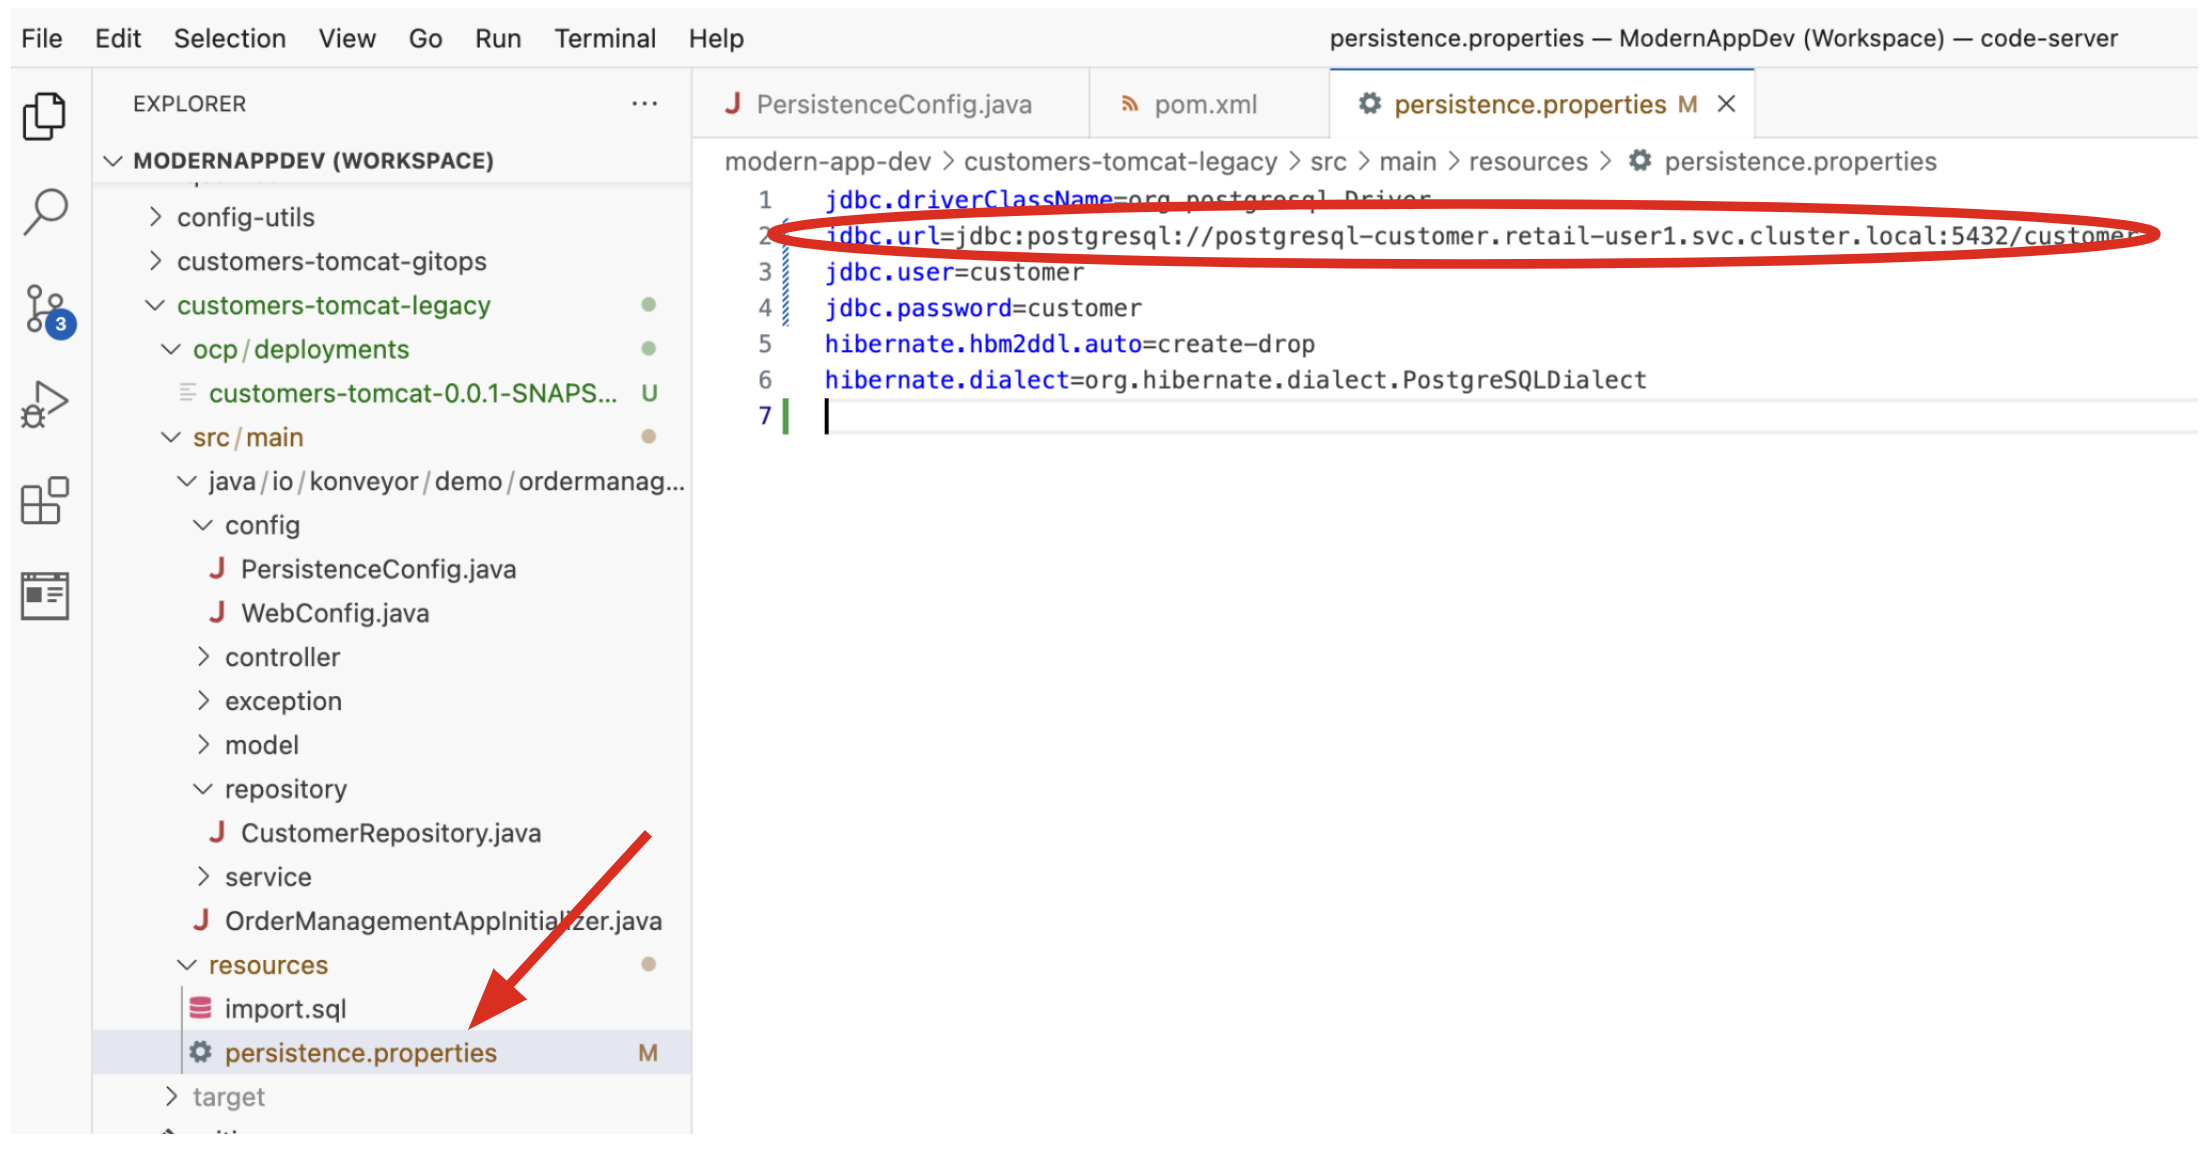 File Edit Selection View Go Run Terminal Help persistence.properties — ModernAppDev (Workspace) — code-server
EXPLORER ...
MODERNAPPDEV (WORKSPACE)
config-utils
customers-tomcat-gitops
customers-tomcat-legacy
3
ocp/deployments
customers-tomcat-0.0.1-SNAPS... U
src/main
java/io/konveyor/demo/ordermanag...
config
PersistenceConfig.java
WebConfig.java
controller
exception
model
repository
CustomerRepository.java
service
OrderManagementAppInitializer.java
resources
import.sql
persistence.properties M
target
PersistenceConfig.java pom.xml persistence.properties M
modern-app-dev > customers-tomcat-legacy > src > main > resources > persistence.properties
1 jdbc.driverClassName=org.postgresql.Driver
2 jdbc.url=jdbc:postgresql://postgresql-customer.retail-user1.svc.cluster.local:5432/customer
3 jdbc.user=customer
4 jdbc.password=customer
5 hibernate.hbm2ddl.auto=create-drop
6 hibernate.dialect=org.hibernate.dialect.PostgreSQLDialect
7